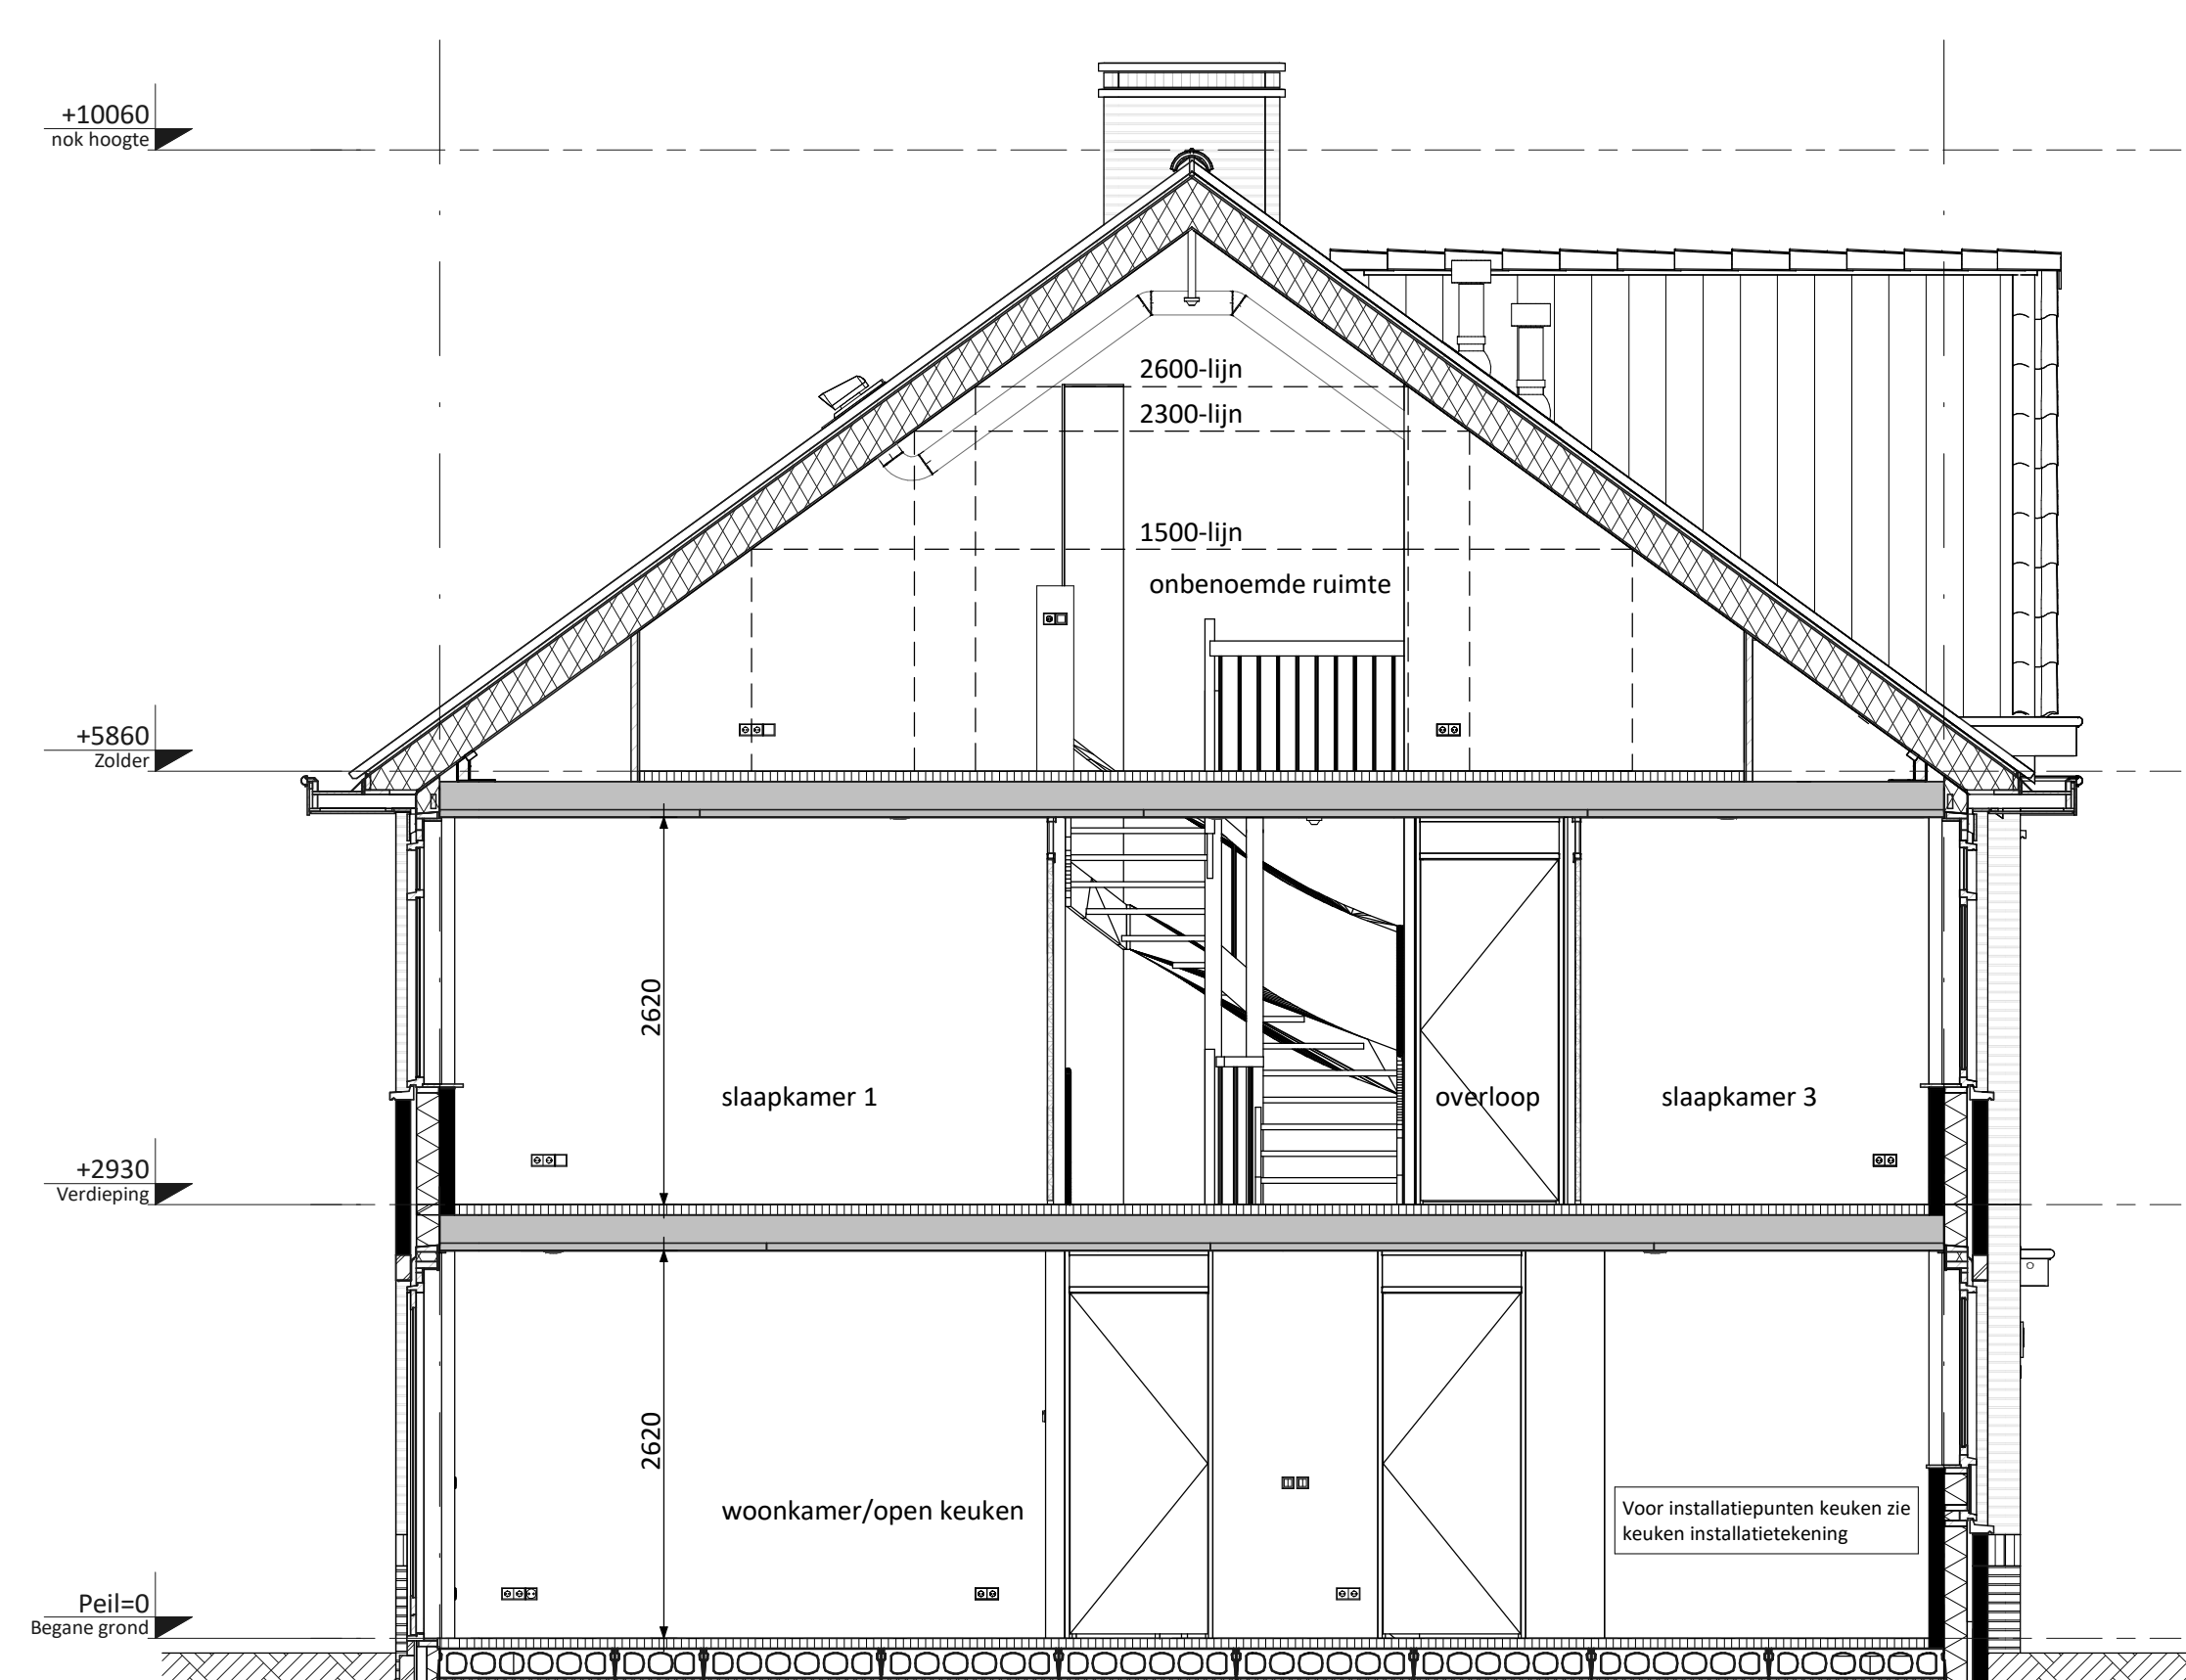 +10060
nok hoogte
2600-lijn
2300-lijn
1500-lijn
onbenoemde ruimte
+5860
Zolder
2620
slaapkamer 1
overloop
slaapkamer 3
+2930
Verdieping
2620
woonkamer/open keuken
Voor installatiepunten keuken zie
keuken installatietekening
Peil=0
Begane grond